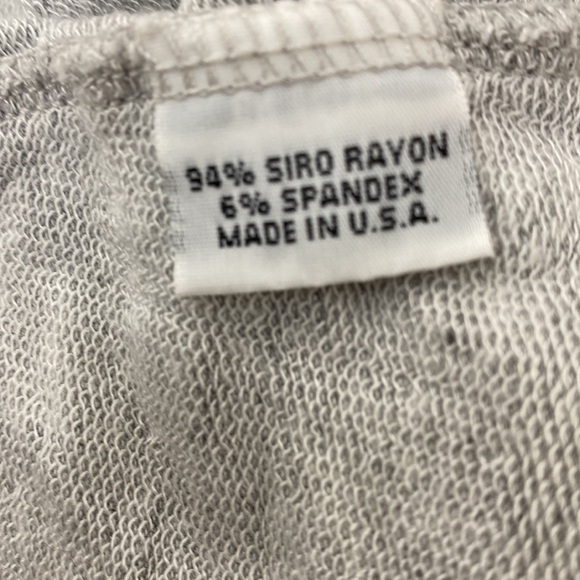 94% SIRO RAYON
6% SPANDEX
MADE IN U.S.A.